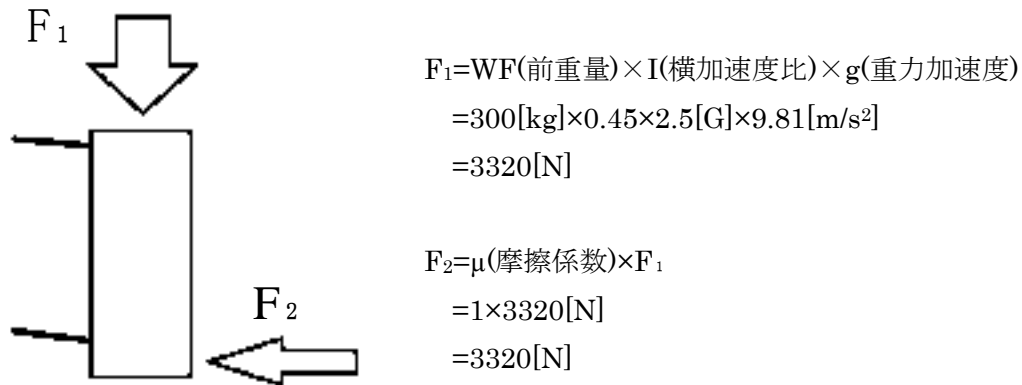 F₁
F₁=WF(前重量)×I(横加速度比)×g(重力加速度)
=300[kg]×0.45×2.5[G]×9.81[m/s²]
=3320[N]
F₂=μ(摩擦係数)×F₁
=1×3320[N]
=3320[N]
F₂